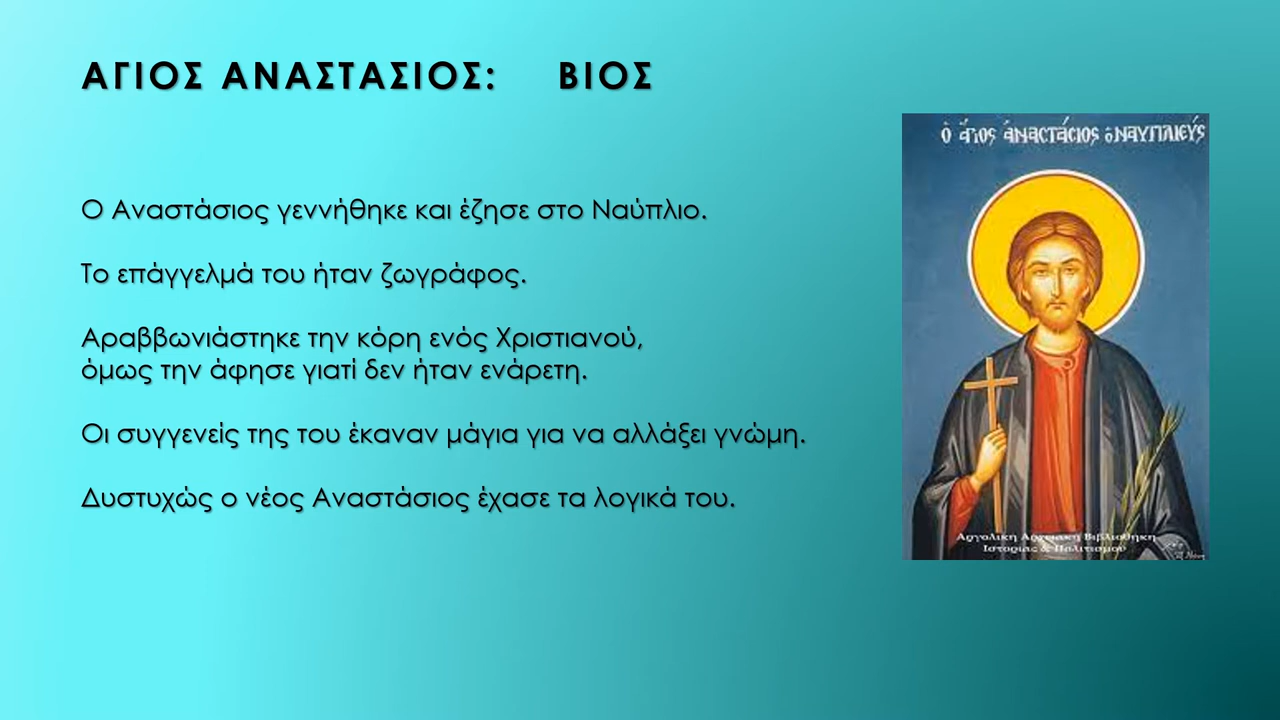 ΑΓΙΟΣ ΑΝΑΣΤΑΣΙΟΣ: ΒΙΟΣ
Ο Αναστάσιος γεννήθηκε και έζησε στο Ναύπλιο.
Το επάγγελμά του ήταν ζωγράφος.
Αραββωνιάστηκε την κόρη ενός Χριστιανού,
όμως την άφησε γιατί δεν ήταν ενάρετη.
Οι συγγενείς της του έκαναν μάγια για να αλλάξει γνώμη.
Δυστυχώς ο νέος Αναστάσιος έχασε τα λογικά του.
ὁ ἅγιος ἀναστάσιος ὁ ναυπλιεύς
Αργολική Αρχειακή Βιβλιοθήκη
Ιστορίας & Πολιτισμού